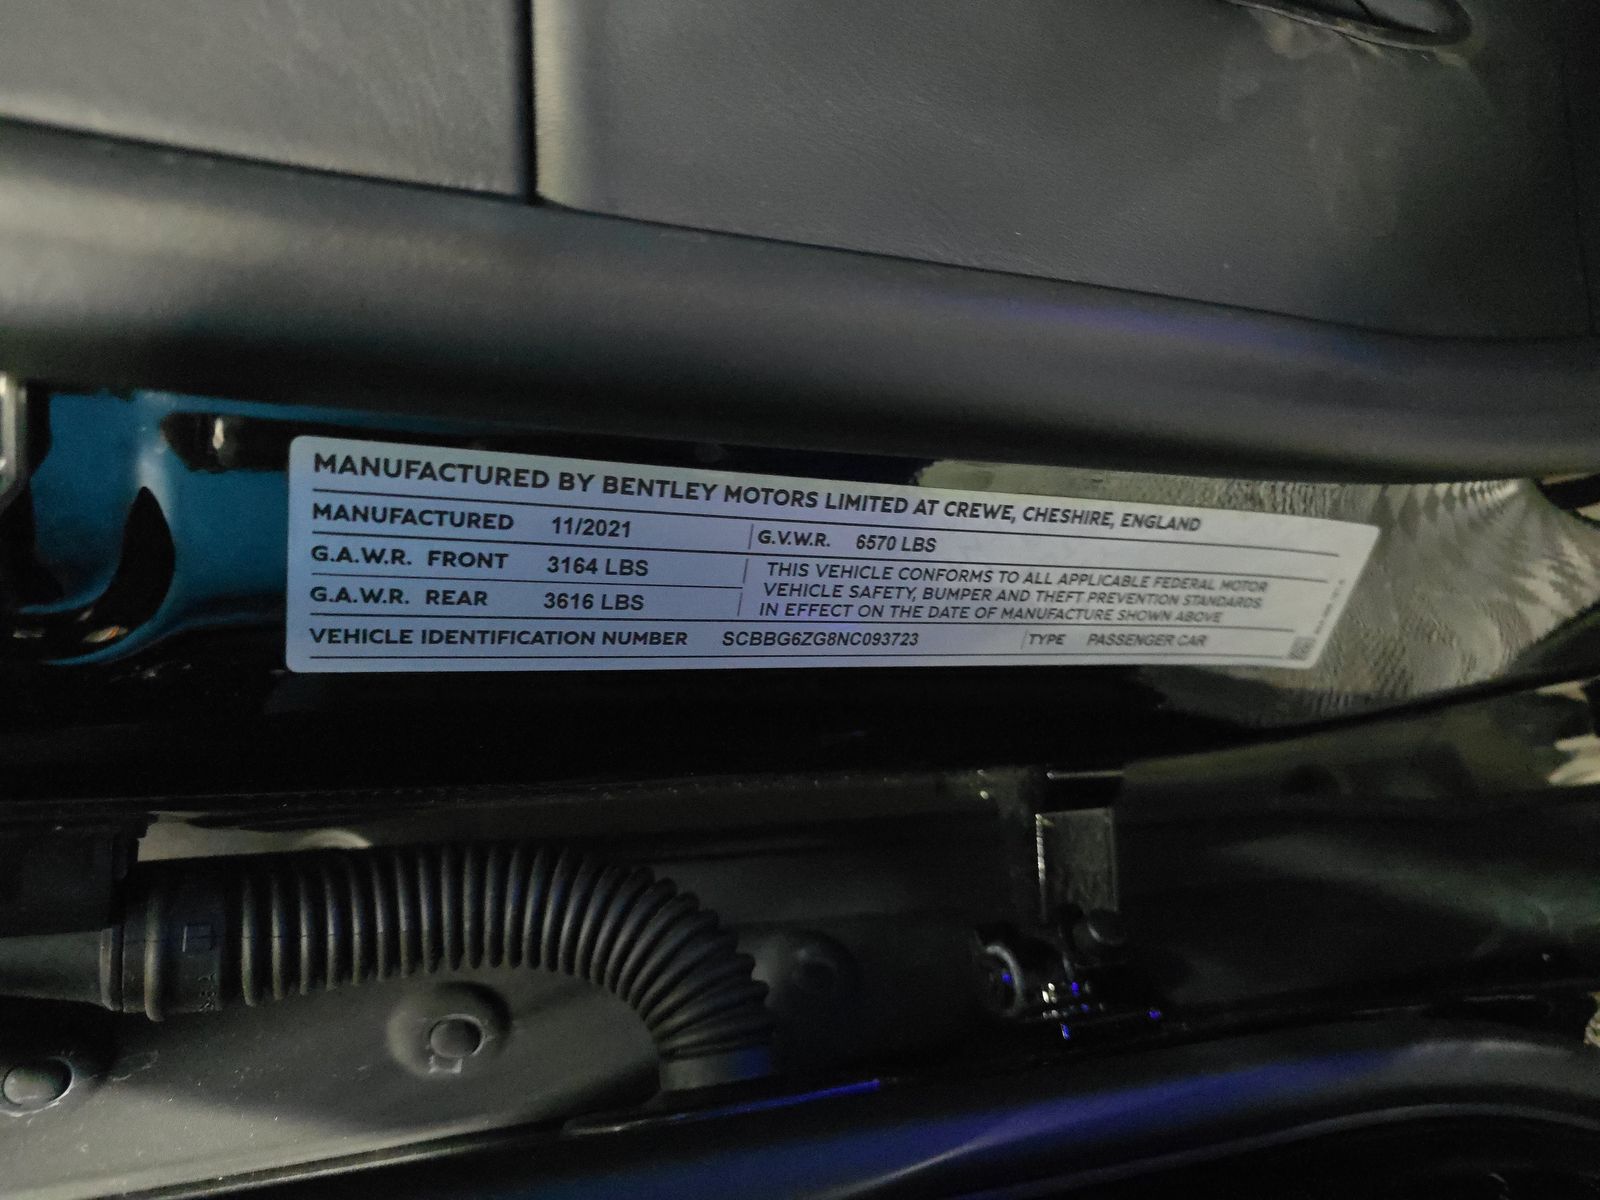 MANUFACTURED BY BENTLEY MOTORS LIMITED AT CREWE, CHESHIRE, ENGLAND
MANUFACTURED 11/2021 G.V.W.R. 6570 LBS
G.A.W.R. FRONT 3164 LBS
G.A.W.R. REAR 3616 LBS
THIS VEHICLE CONFORMS TO ALL APPLICABLE FEDERAL MOTOR
VEHICLE SAFETY, BUMPER AND THEFT PREVENTION STANDARDS
IN EFFECT ON THE DATE OF MANUFACTURE SHOWN ABOVE
VEHICLE IDENTIFICATION NUMBER SCBBG6ZG8NC093723 TYPE PASSENGER CAR